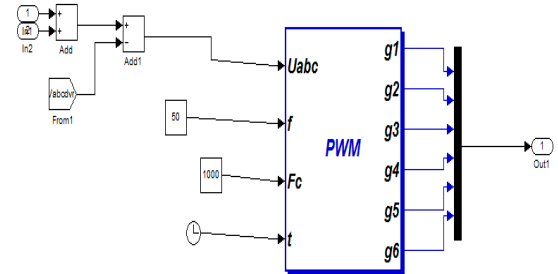 1
+
+
In2
Add
+
−
Add1
Vabcdvr
From1
50
1000
Uabc
f
Fc
t
PWM
g1
g2
g3
g4
g5
g6
1
Out1